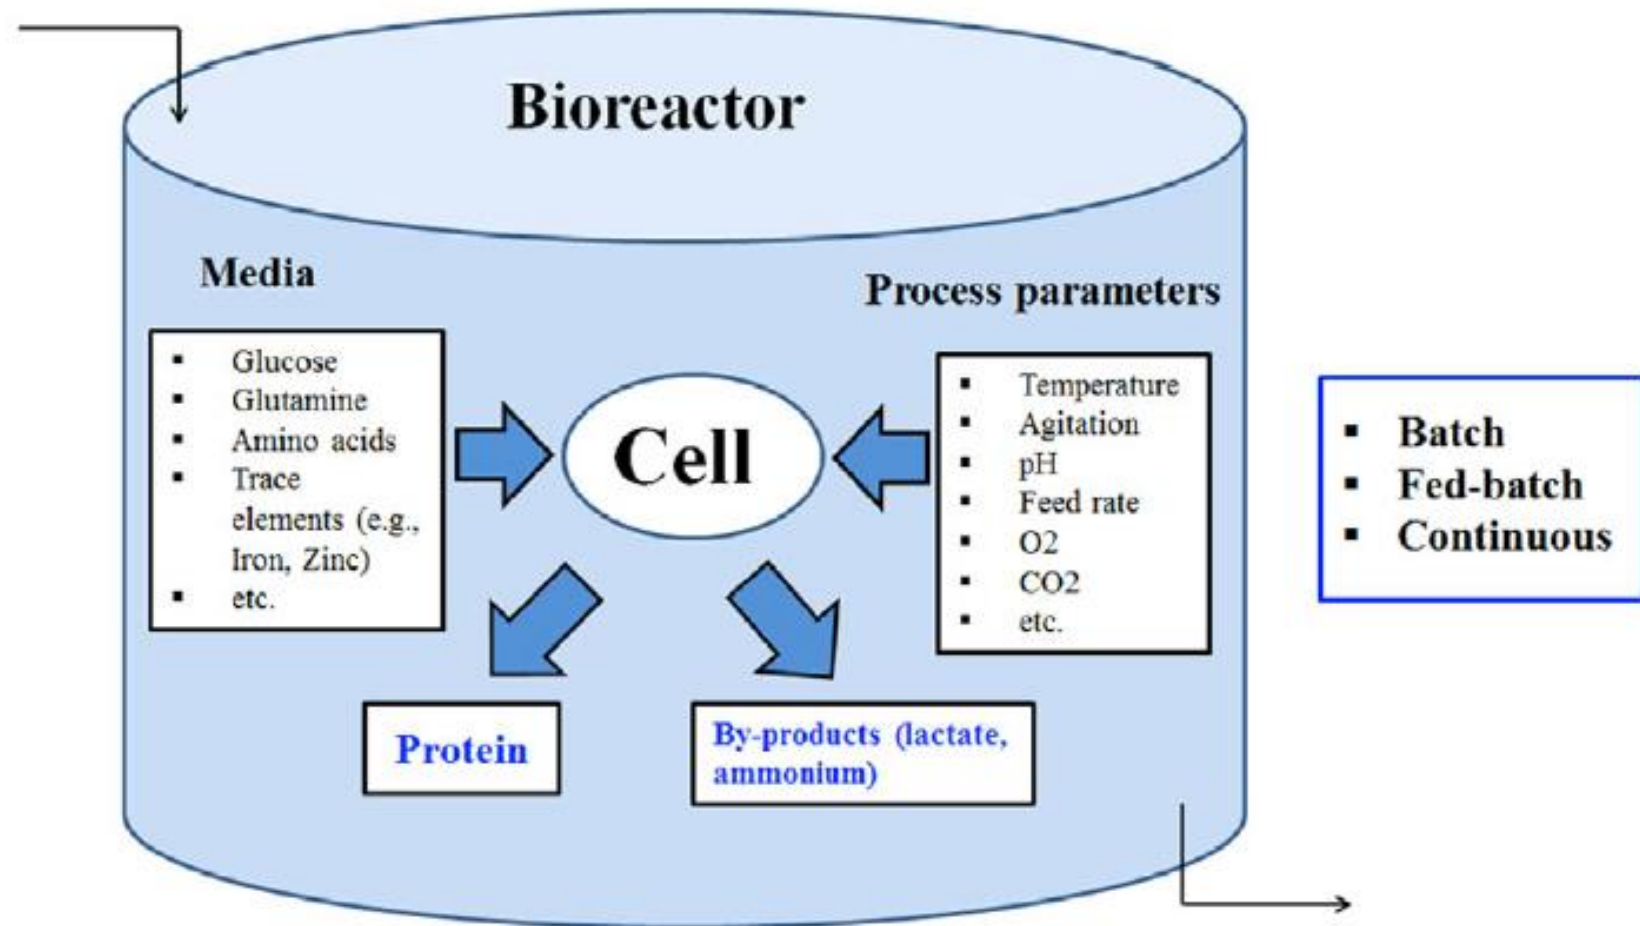 Bioreactor
Media
Glucose
Glutamine
Amino acids
Trace
elements (e.g.,
Iron, Zinc)
etc.
Cell
Process parameters
Temperature
Agitation
pH
Feed rate
O2
CO2
etc.
Protein
By-products (lactate,
ammonium)
Batch
Fed-batch
Continuous